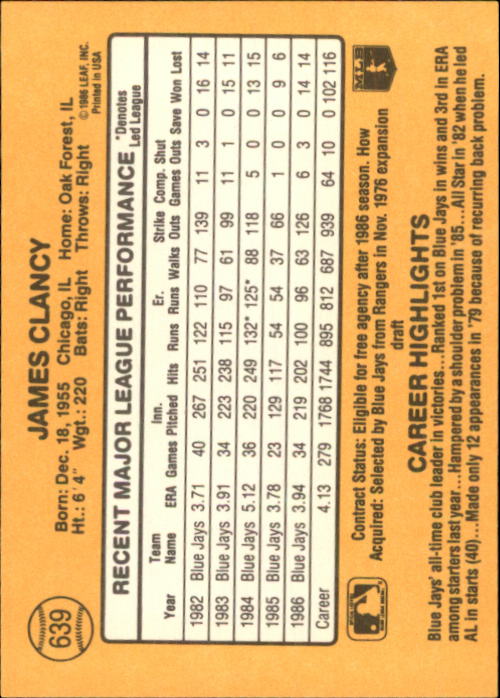 639
JAMES CLANCY
Born: Dec. 18, 1955 Chicago, IL Home: Oak Forest, IL
Ht.: 6' 4" Wgt.: 220 Bats: Right Throws: Right
© 1986 LEAF, INC.
Printed in USA
RECENT MAJOR LEAGUE PERFORMANCE *Denotes Led League
Year Team Name ERA Games Inn. Pitched Hits Runs Er. Runs Walks Strike Outs Comp. Games Shut Outs Save Won Lost
1982 Blue Jays 3.71 40 267 251 122 110 77 139 11 3 0 16 14
1983 Blue Jays 3.91 34 223 238 115 97 61 99 11 1 0 15 11
1984 Blue Jays 5.12 36 220 249 132* 125* 88 118 5 0 0 13 15
1985 Blue Jays 3.78 23 129 117 54 54 37 66 1 0 0 9 6
1986 Blue Jays 3.94 34 219 202 100 96 63 126 6 3 0 14 14
Career 4.13 279 1768 1744 895 812 687 939 64 10 0 102 116
Contract Status: Eligible for free agency after 1986 season. How
Acquired: Selected by Blue Jays from Rangers in Nov. 1976 expansion
draft
MLB
CAREER HIGHLIGHTS
Blue Jays' all-time club leader in victories...Ranked 1st on Blue Jays in wins and 3rd in ERA
among starters last year...Hampered by a shoulder problem in '85...All Star in '82 when he led
AL in starts (40)...Made only 12 appearances in '79 because of recurring back problem.